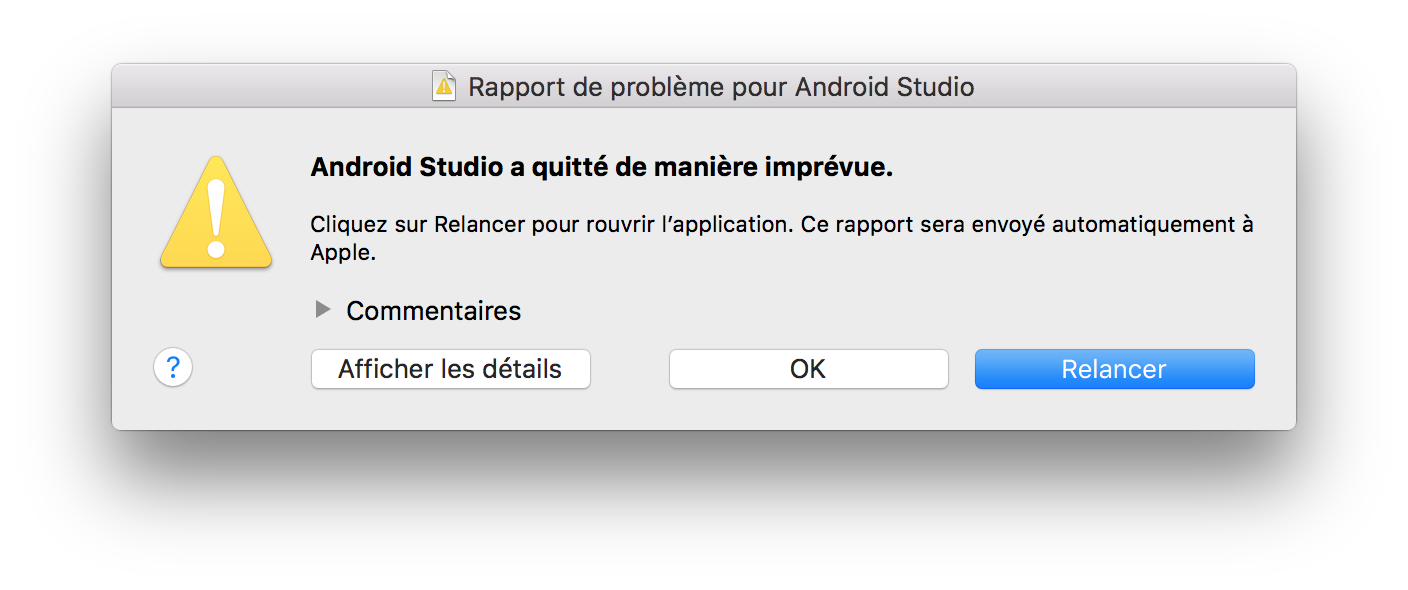 Rapport de problème pour Android Studio
Android Studio a quitté de manière imprévue.
Cliquez sur Relancer pour rouvrir l’application. Ce rapport sera envoyé automatiquement à
Apple.
Commentaires
?
Afficher les détails
OK
Relancer